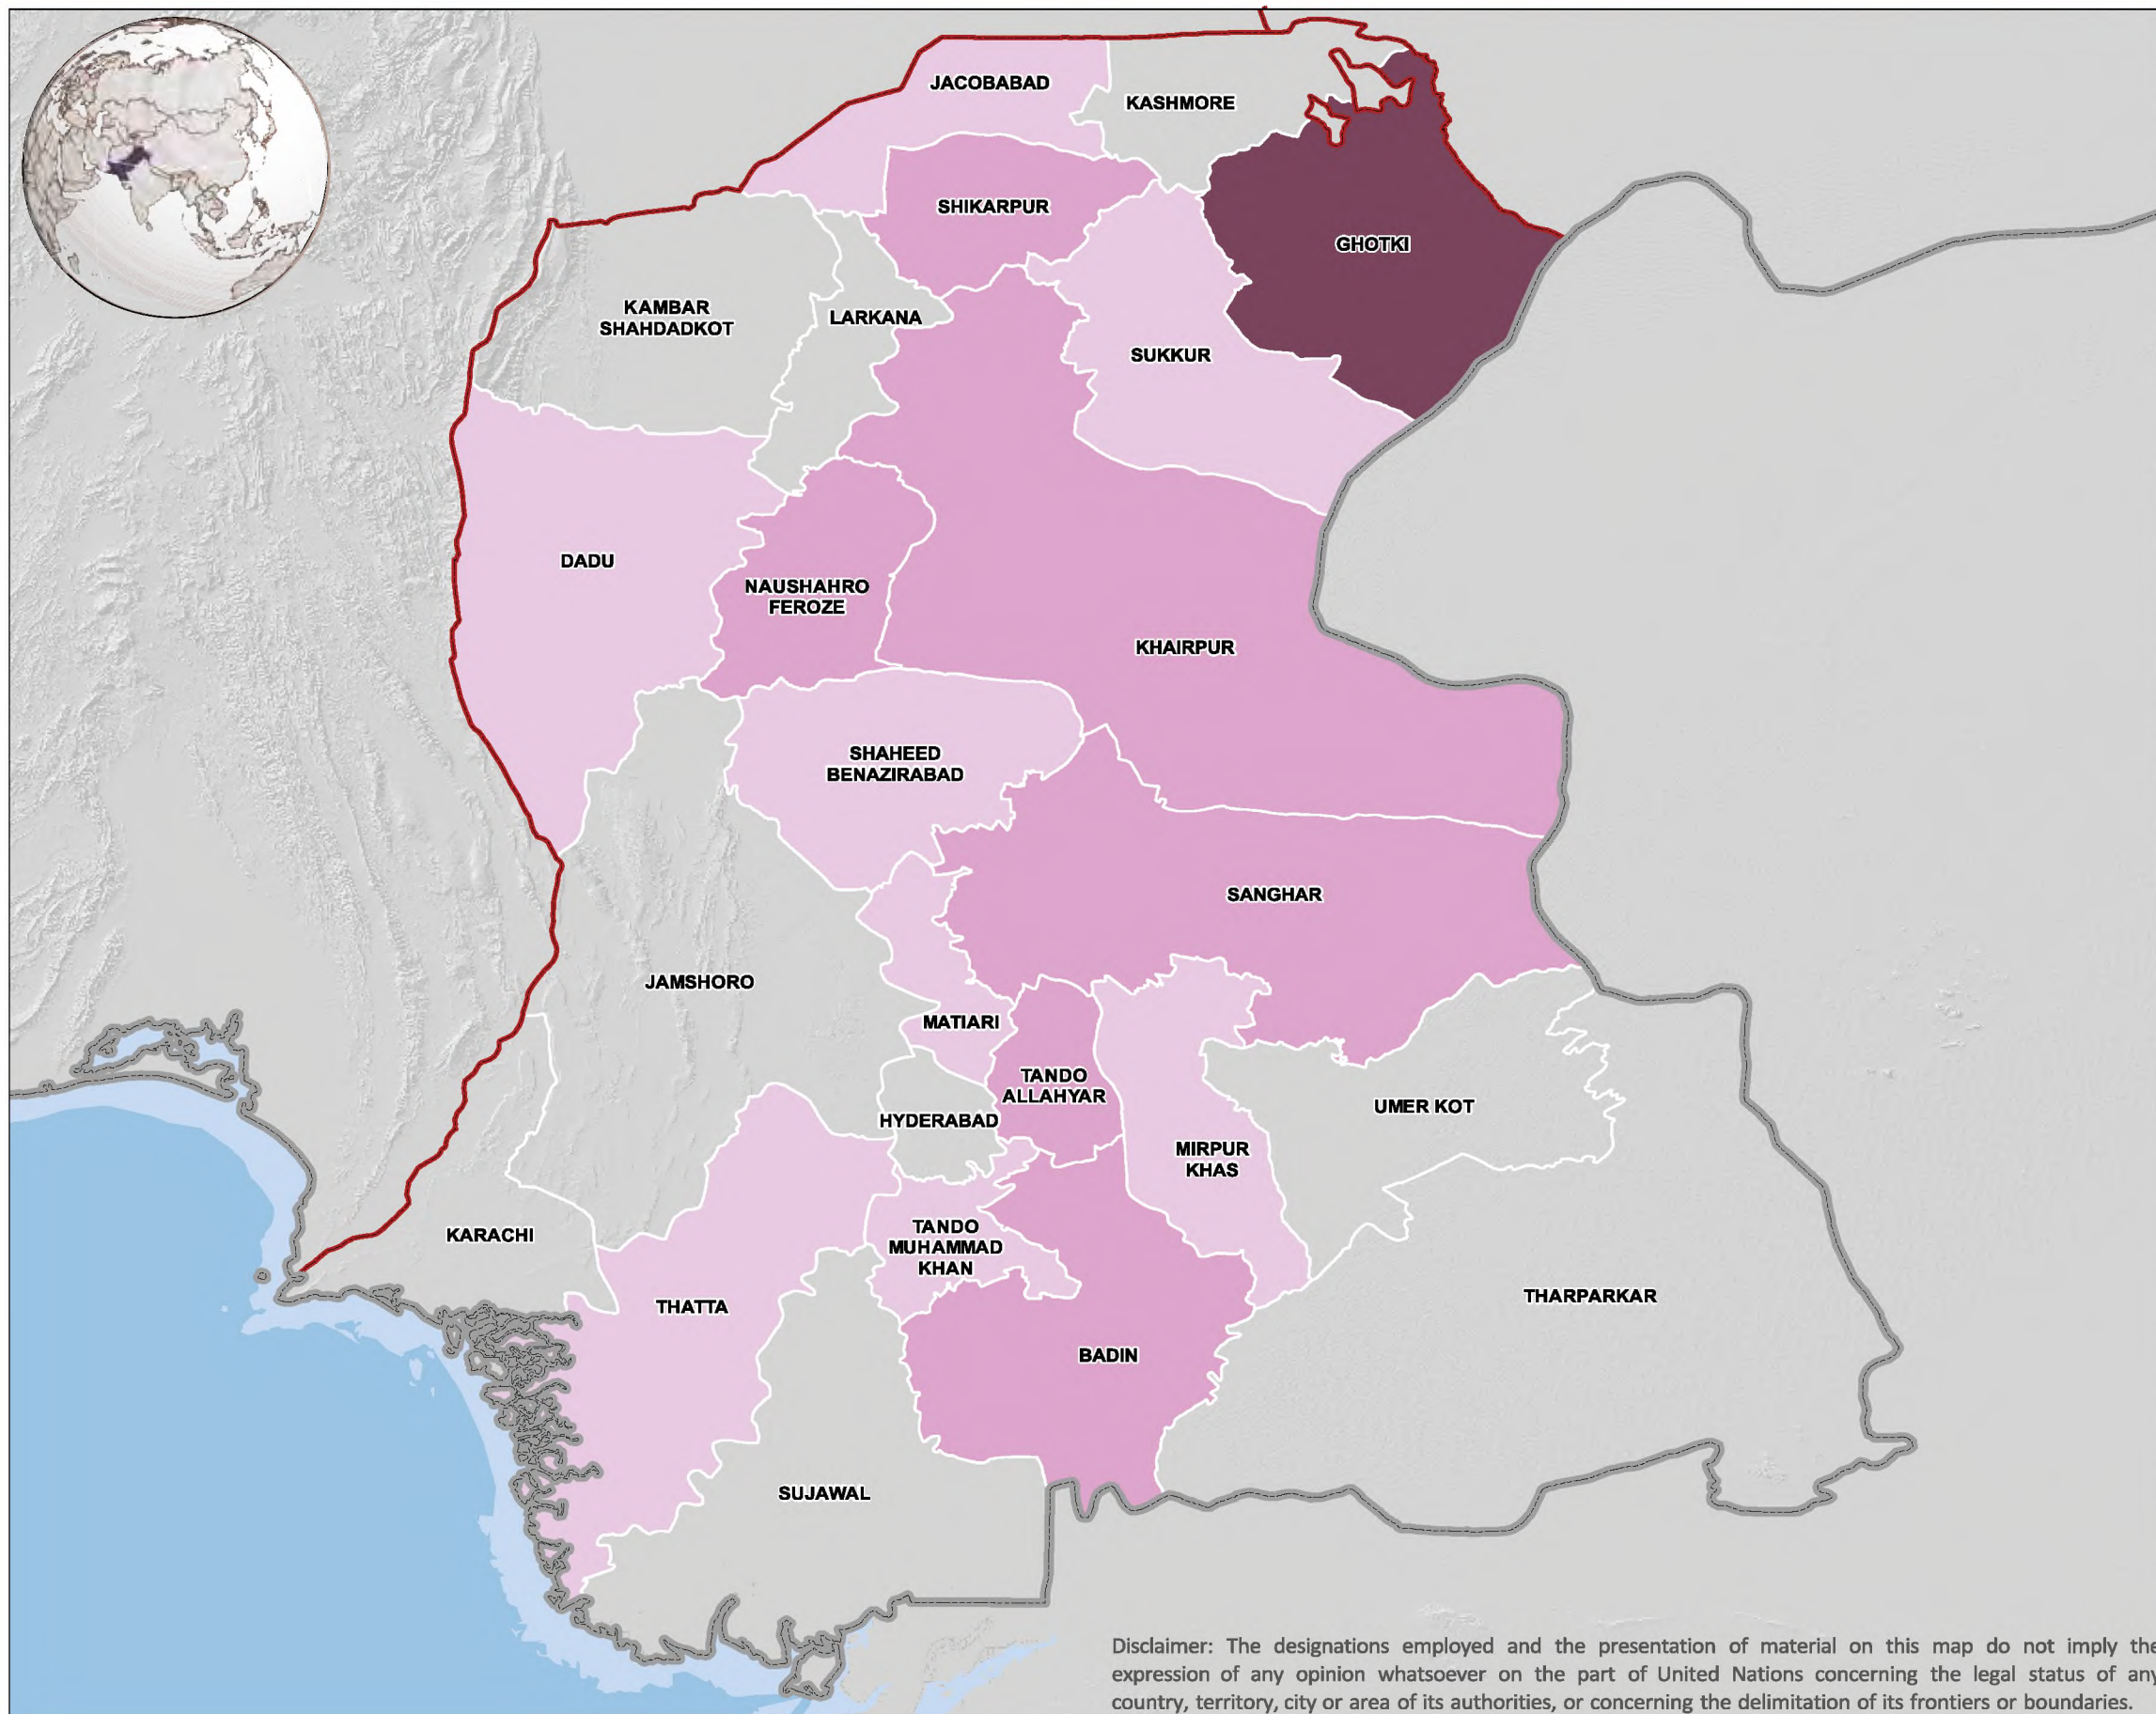 JACOBABAD
KASHMORE
SHIKARPUR
GHOTKI
KAMBAR
SHAHDADKOT
LARKANA
SUKKUR
DADU
NAUSHAHRO
FEROZE
KHAIRPUR
SHAHEED
BENAZIRABAD
SANGHAR
JAMSHORO
MATIARI
TANDO
ALLAHYAR
HYDERABAD
UMER KOT
MIRPUR
KHAS
KARACHI
TANDO
MUHAMMAD
KHAN
THATTA
THARPARKAR
BADIN
SUJAWAL
Disclaimer: The designations employed and the presentation of material on this map do not imply the
expression of any opinion whatsoever on the part of United Nations concerning the legal status of any
country, territory, city or area of its authorities, or concerning the delimitation of its frontiers or boundaries.